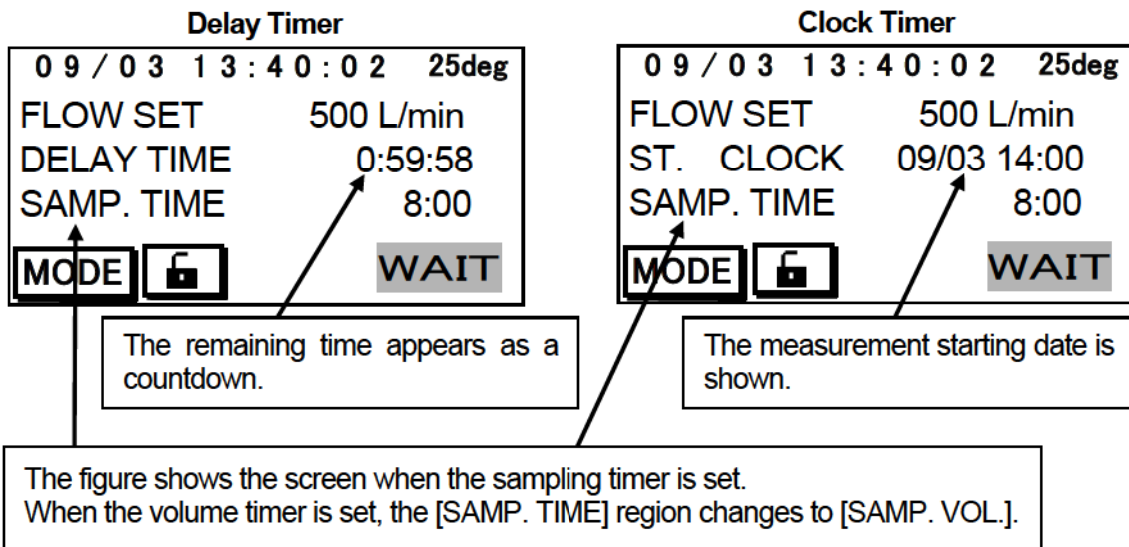 Delay Timer
09/03 13:40:02 25deg
FLOW SET 500 L/min
DELAY TIME 0:59:58
SAMP. TIME 8:00
MODE WAIT
The remaining time appears as a
countdown.
Clock Timer
09/03 13:40:02 25deg
FLOW SET 500 L/min
ST. CLOCK 09/03 14:00
SAMP. TIME 8:00
MODE WAIT
The measurement starting date is
shown.
The figure shows the screen when the sampling timer is set.
When the volume timer is set, the [SAMP. TIME] region changes to [SAMP. VOL.].